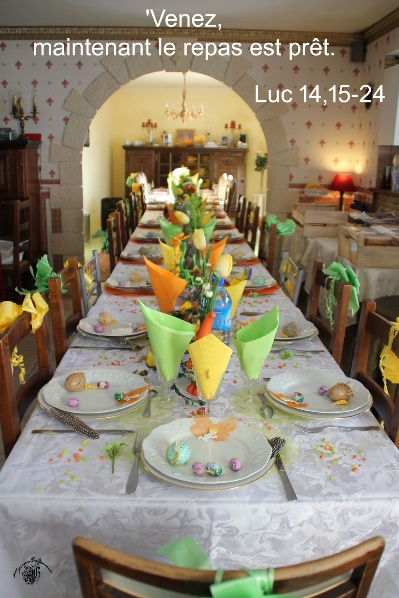 'Venez,
maintenant le repas est prêt.
Luc 14,15-24